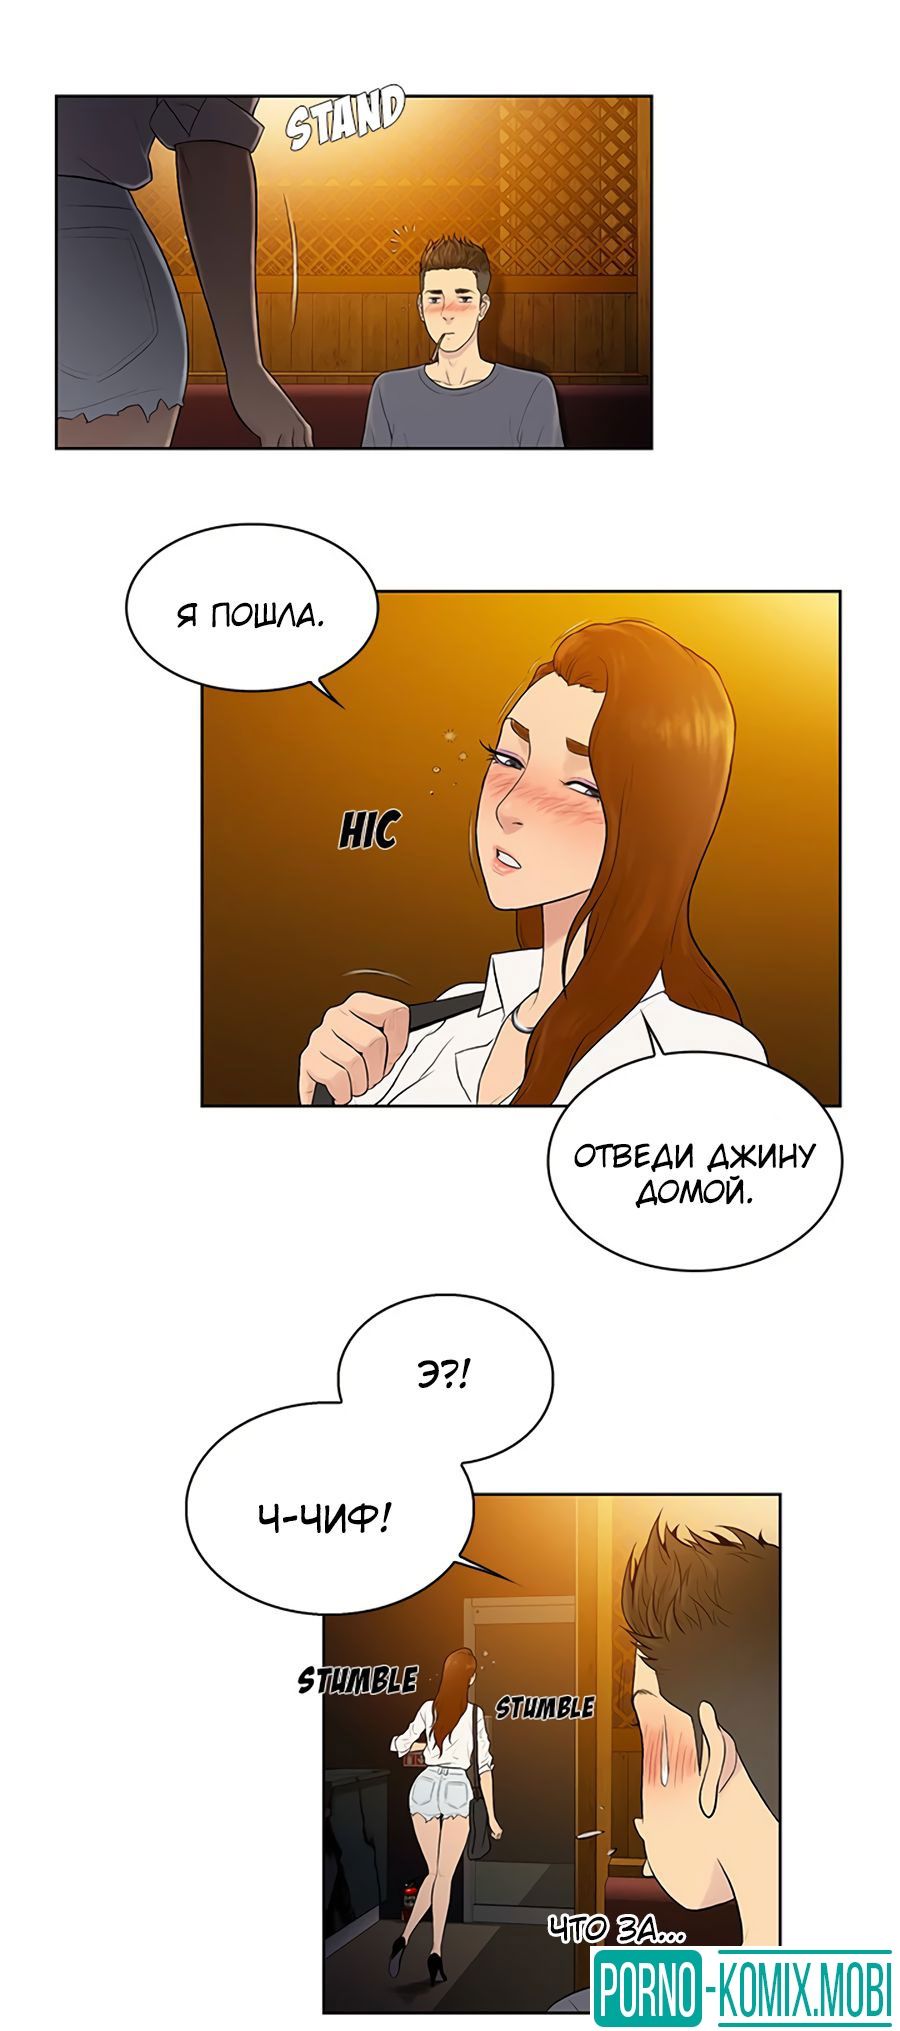 STAND
Я ПОШЛА.
HIC
ОТВЕДИ ДЖИНУ
ДОМОЙ.
Э?!
Ч-ЧИФ!
STUMBLE
STUMBLE
ЧТО ЗА...
PORNO-KOMIX.MOBI